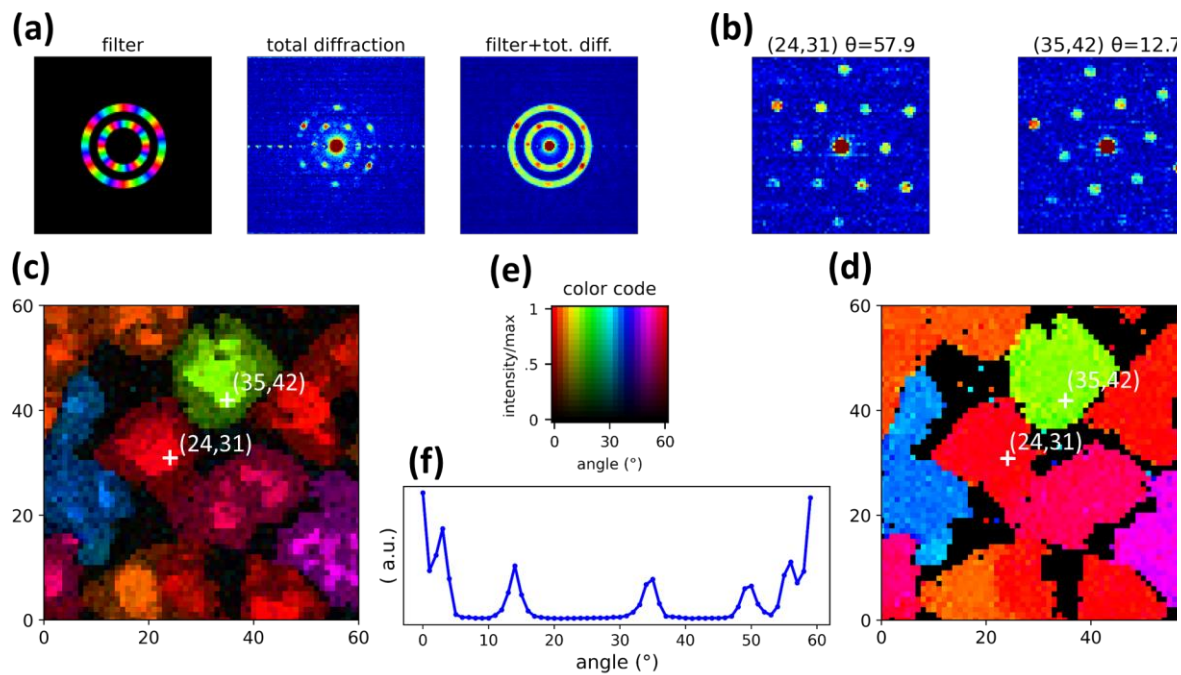 (a)
filter
total diffraction
filter+tot. diff.
(b)
(24,31) θ=57.9
(35,42) θ=12.7
(c)
60
40
20
0
0 20 40 60
(35,42)
(24,31)
(e)
color code
intensity/max
1
.5
0
0 30 60
angle (°)
(f)
( a.u.)
0 10 20 30 40 50 60
angle (°)
(d)
60
40
20
0
0 20 40
(35,42)
(24,31)